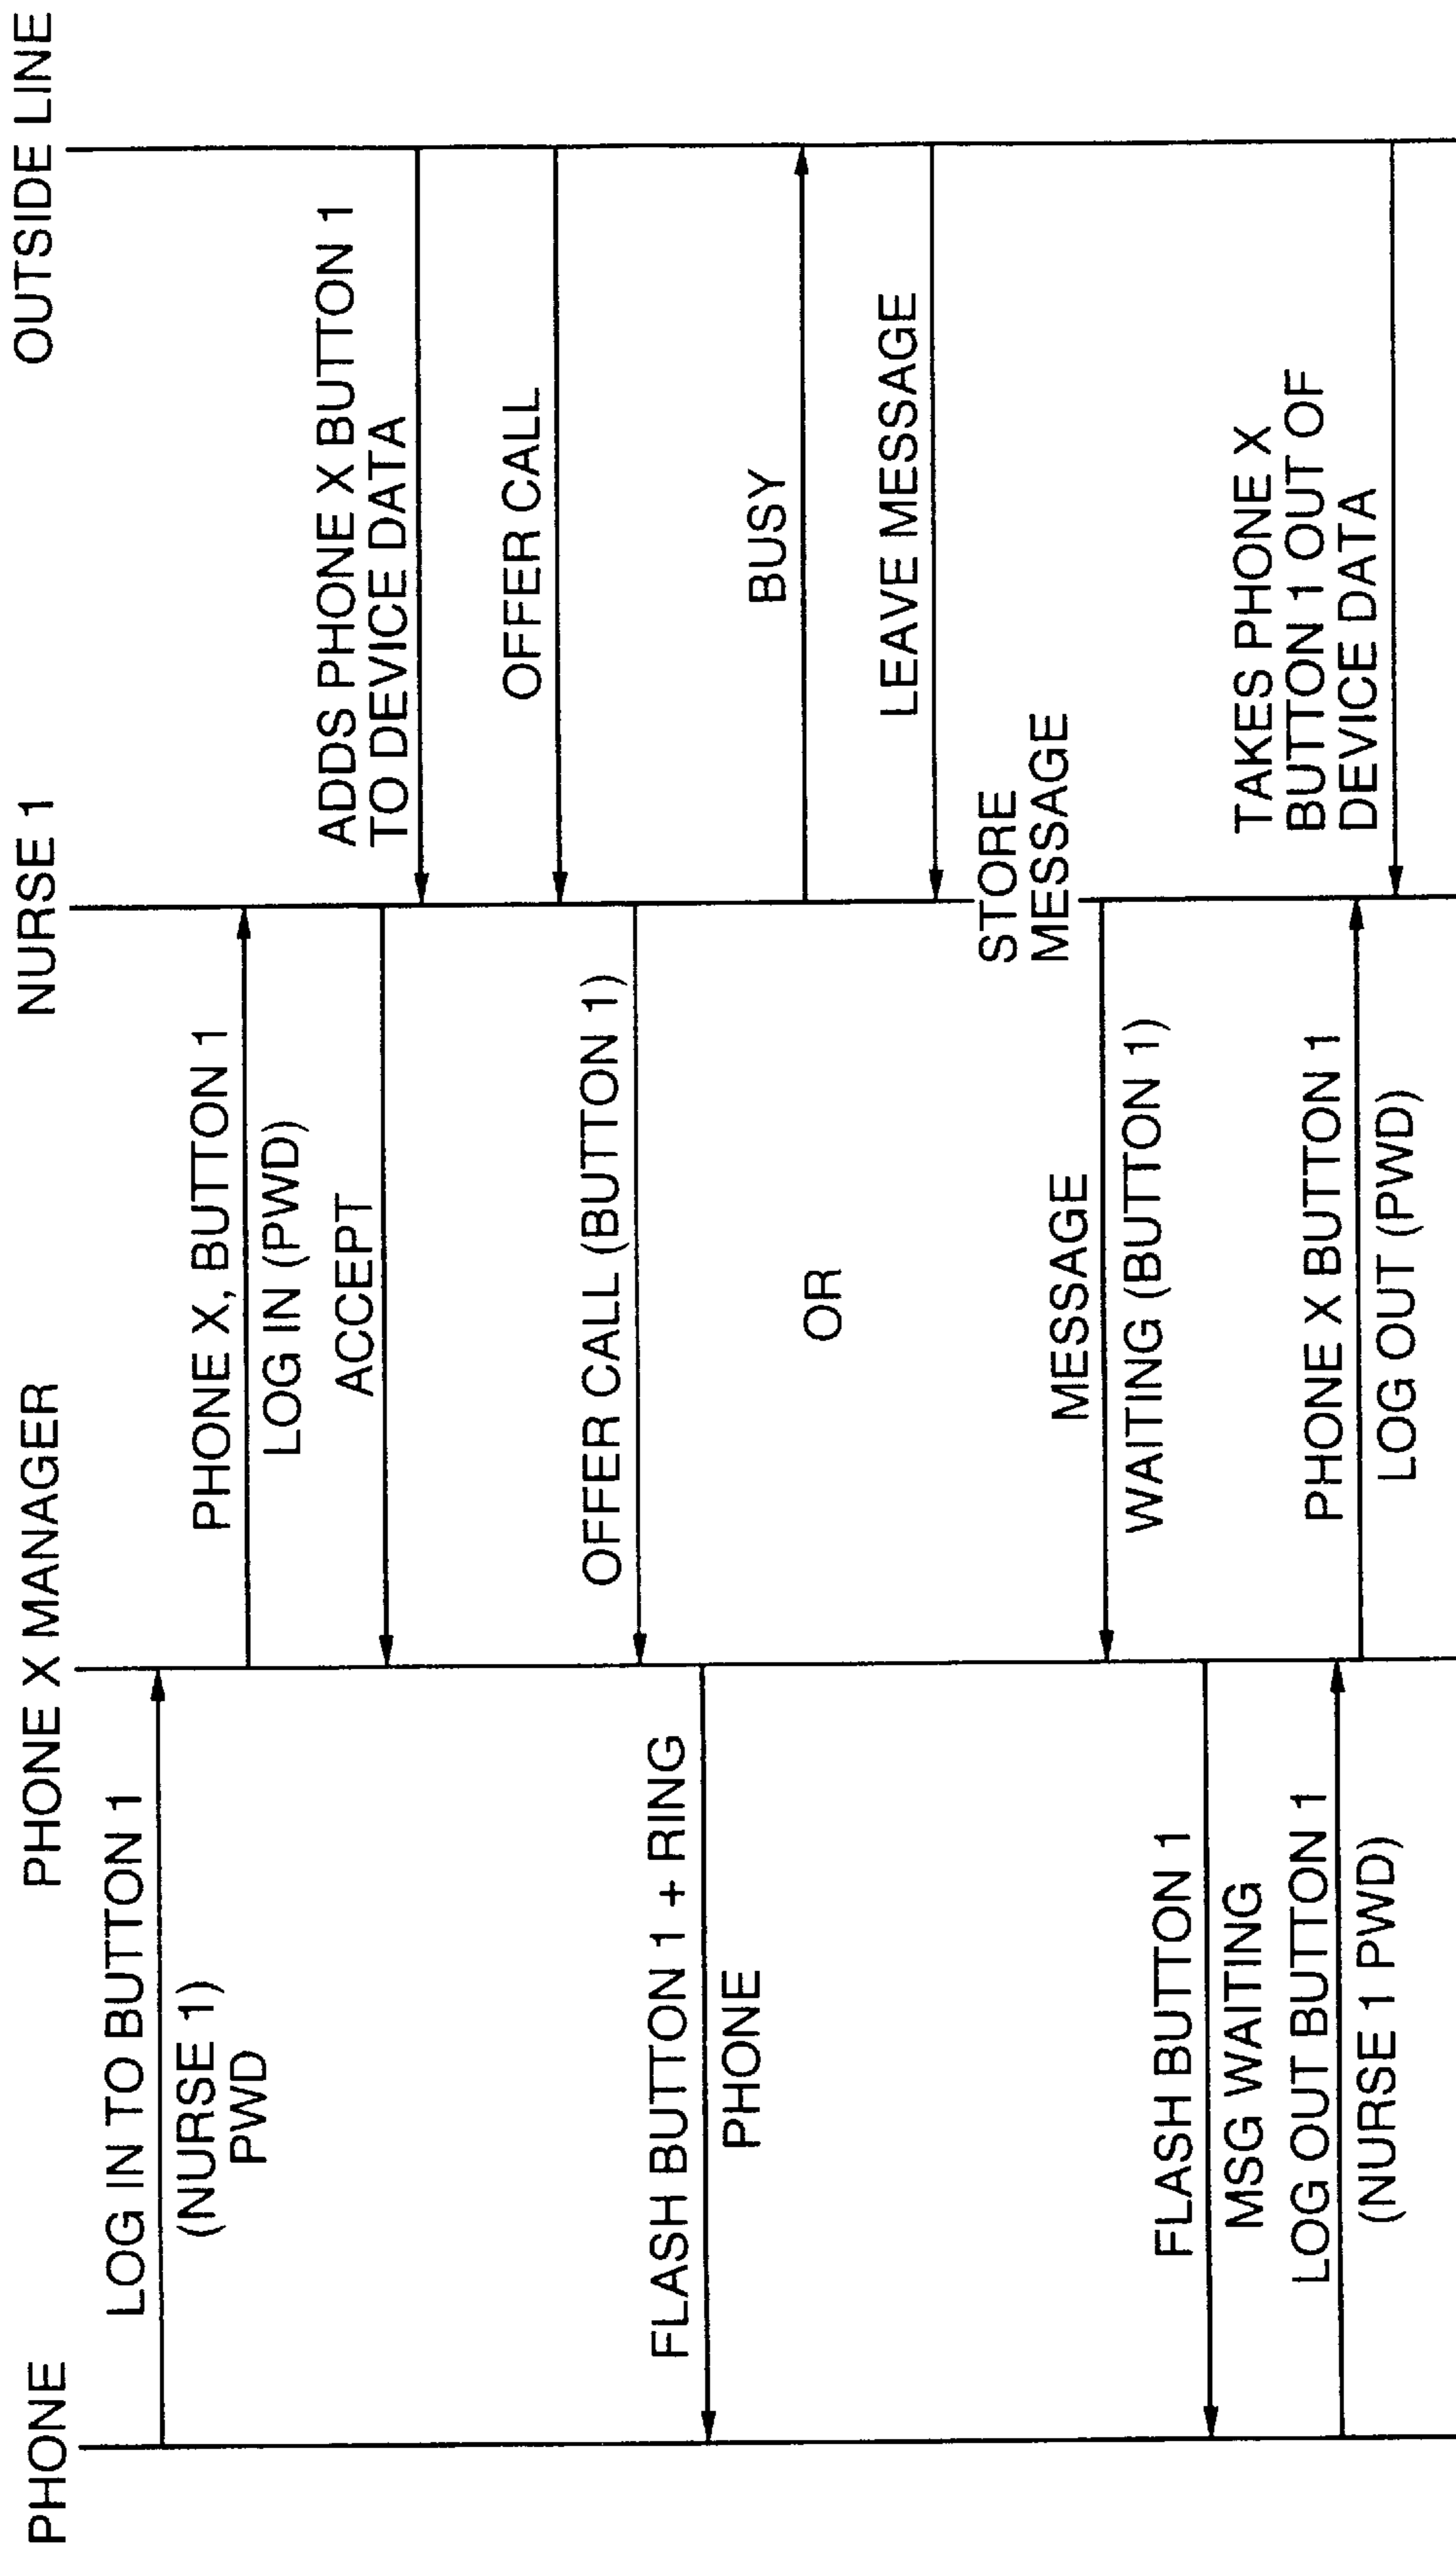 PHONE
PHONE X MANAGER
NURSE 1
OUTSIDE LINE
LOG IN TO BUTTON 1
(NURSE 1)
PWD
PHONE X, BUTTON 1
LOG IN (PWD)
ACCEPT
ADDS PHONE X BUTTON 1
TO DEVICE DATA
OFFER CALL
OFFER CALL (BUTTON 1)
FLASH BUTTON 1 + RING
PHONE
OR
BUSY
LEAVE MESSAGE
STORE
MESSAGE
MESSAGE
WAITING (BUTTON 1)
FLASH BUTTON 1
MSG WAITING
LOG OUT BUTTON 1
(NURSE 1 PWD)
PHONE X BUTTON 1
LOG OUT (PWD)
TAKES PHONE X
BUTTON 1 OUT OF
DEVICE DATA